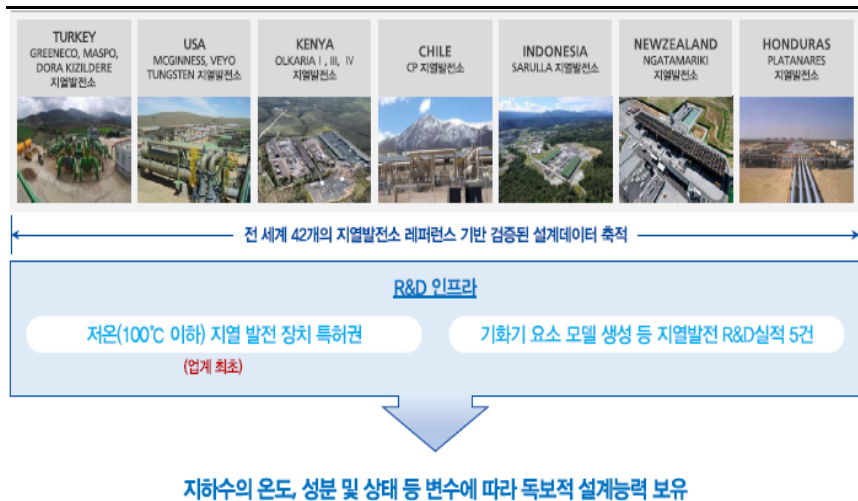 TURKEY
GREENECO, MASPO,
DORA KIZILDERE
지열발전소
USA
MCGINNESS, VEYO
TUNGSTEN 지열발전소
KENYA
OLKARIA I , III, IV
지열발전소
CHILE
CP 지열발전소
INDONESIA
SARULLA 지열발전소
NEWZEALAND
NGATAMARIKI
지열발전소
HONDURAS
PLATANARES
지열발전소
전 세계 42개의 지열발전소 레퍼런스 기반 검증된 설계데이터 축적
R&D 인프라
저온(100℃ 이하) 지열 발전 장치 특허권
(업계 최초)
기화기 요소 모델 생성 등 지열발전 R&D실적 5건
지하수의 온도, 성분 및 상태 등 변수에 따라 독보적 설계능력 보유